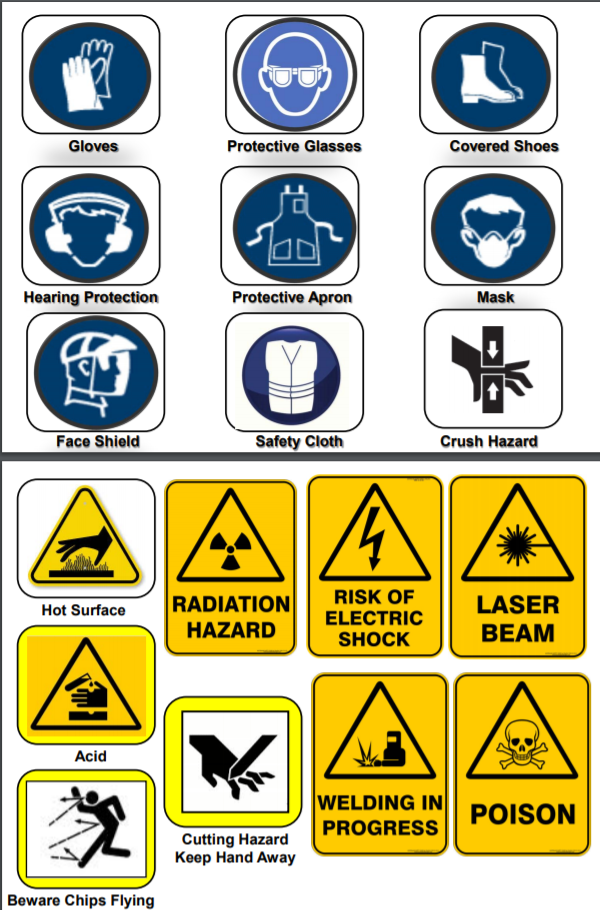 Gloves
Protective Glasses
Covered Shoes
Hearing Protection
Protective Apron
Mask
Face Shield
Safety Cloth
Crush Hazard
Hot Surface
RADIATION
HAZARD
RISK OF
ELECTRIC
SHOCK
LASER
BEAM
Acid
Cutting Hazard
Keep Hand Away
WELDING IN
PROGRESS
POISON
Beware Chips Flying